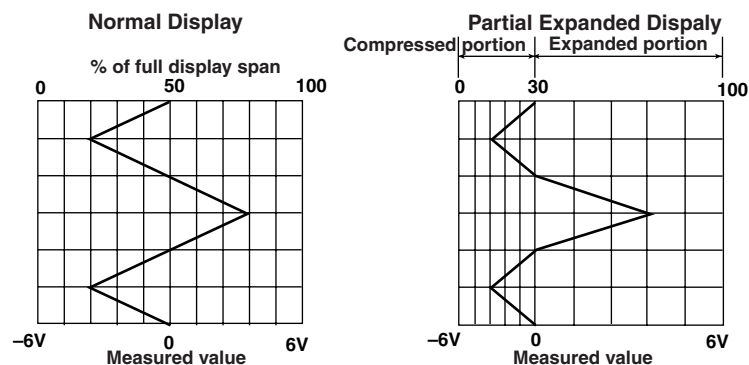 Normal Display
% of full display span
0 50 100
–6V 0 6V
Measured value
Partial Expanded Dispaly
Compressed portion Expanded portion
0 30 100
–6V 0 6V
Measured value